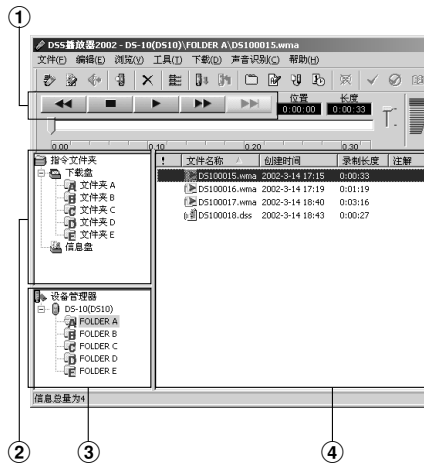 ①
DSS播放器2002 - DS-10(DS10)\FOLDER A\DS100015.wma
文件(F) 编辑(E) 浏览(V) 工具(T) 下载(D) 声音识别(C) 帮助(H)
位置 长度
0:00:00 0:00:33
0.00 0.10 0.20 0.30
指令文件夹
下载盘
文件夹 A
文件夹 B
文件夹 C
文件夹 D
文件夹 E
信息盘
! 文件名称 创建时间 录制长度 注解
DS100015.wma 2002-3-14 17:15 0:00:33
DS100016.wma 2002-3-14 17:19 0:01:19
DS100017.wma 2002-3-14 18:40 0:03:16
DS100018.dss 2002-3-14 18:43 0:00:27
设备管理器
DS-10(DS10)
FOLDER A
FOLDER B
FOLDER C
FOLDER D
FOLDER E
信息总量为4
② ③ ④